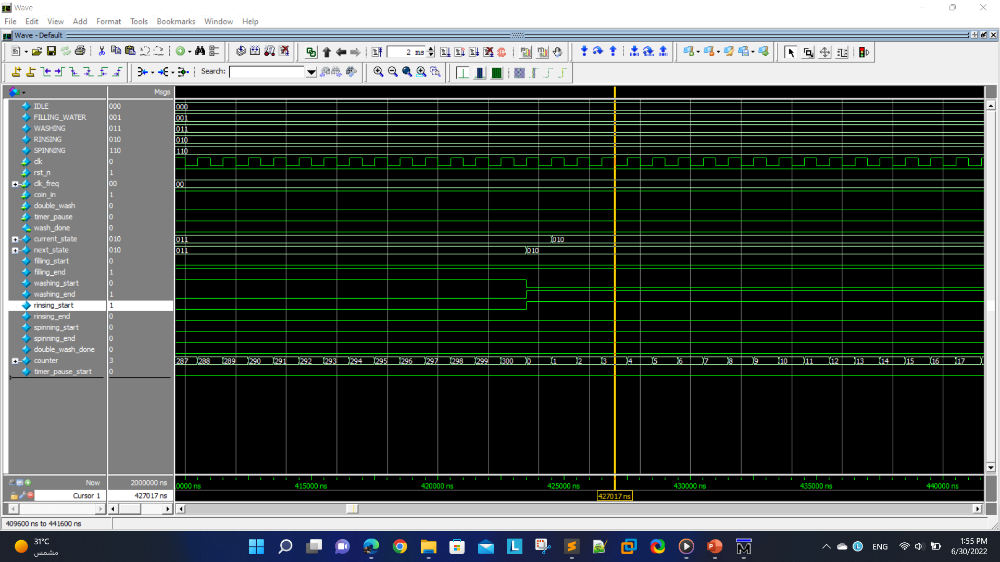 Wave
File Edit View Add Format Tools Bookmarks Window Help
Wave - Default
2 ms
Search:
Msgs
IDLE 000 000
FILLING_WATER 001 001
WASHING 011 011
RINSING 010 010
SPINNING 110 110
clk 0
rst_n 1
clk_freq 00 00
coin_in 1
double_wash 0
timer_pause 0
wash_done 0
current_state 010 011 010
next_state 010 011 010
filling_start 0
filling_end 1
washing_start 0
washing_end 1
rinsing_start 1
rinsing_end 0
spinning_start 0
spinning_end 0
double_wash_done 0
counter 3 287 288 289 290 291 292 293 294 295 296 297 298 299 300 0 1 2 3 4 5 6 7 8 9 10 11 12 13 14 15 16 17
timer_pause_start 0
Now 2000000 ns 0000 ns 415000 ns 420000 ns 425000 ns 430000 ns 435000 ns 440000 ns
Cursor 1 427017 ns 427017 ns
409600 ns to 441600 ns
31°C
مشمس
ENG
1:55 PM
6/30/2022